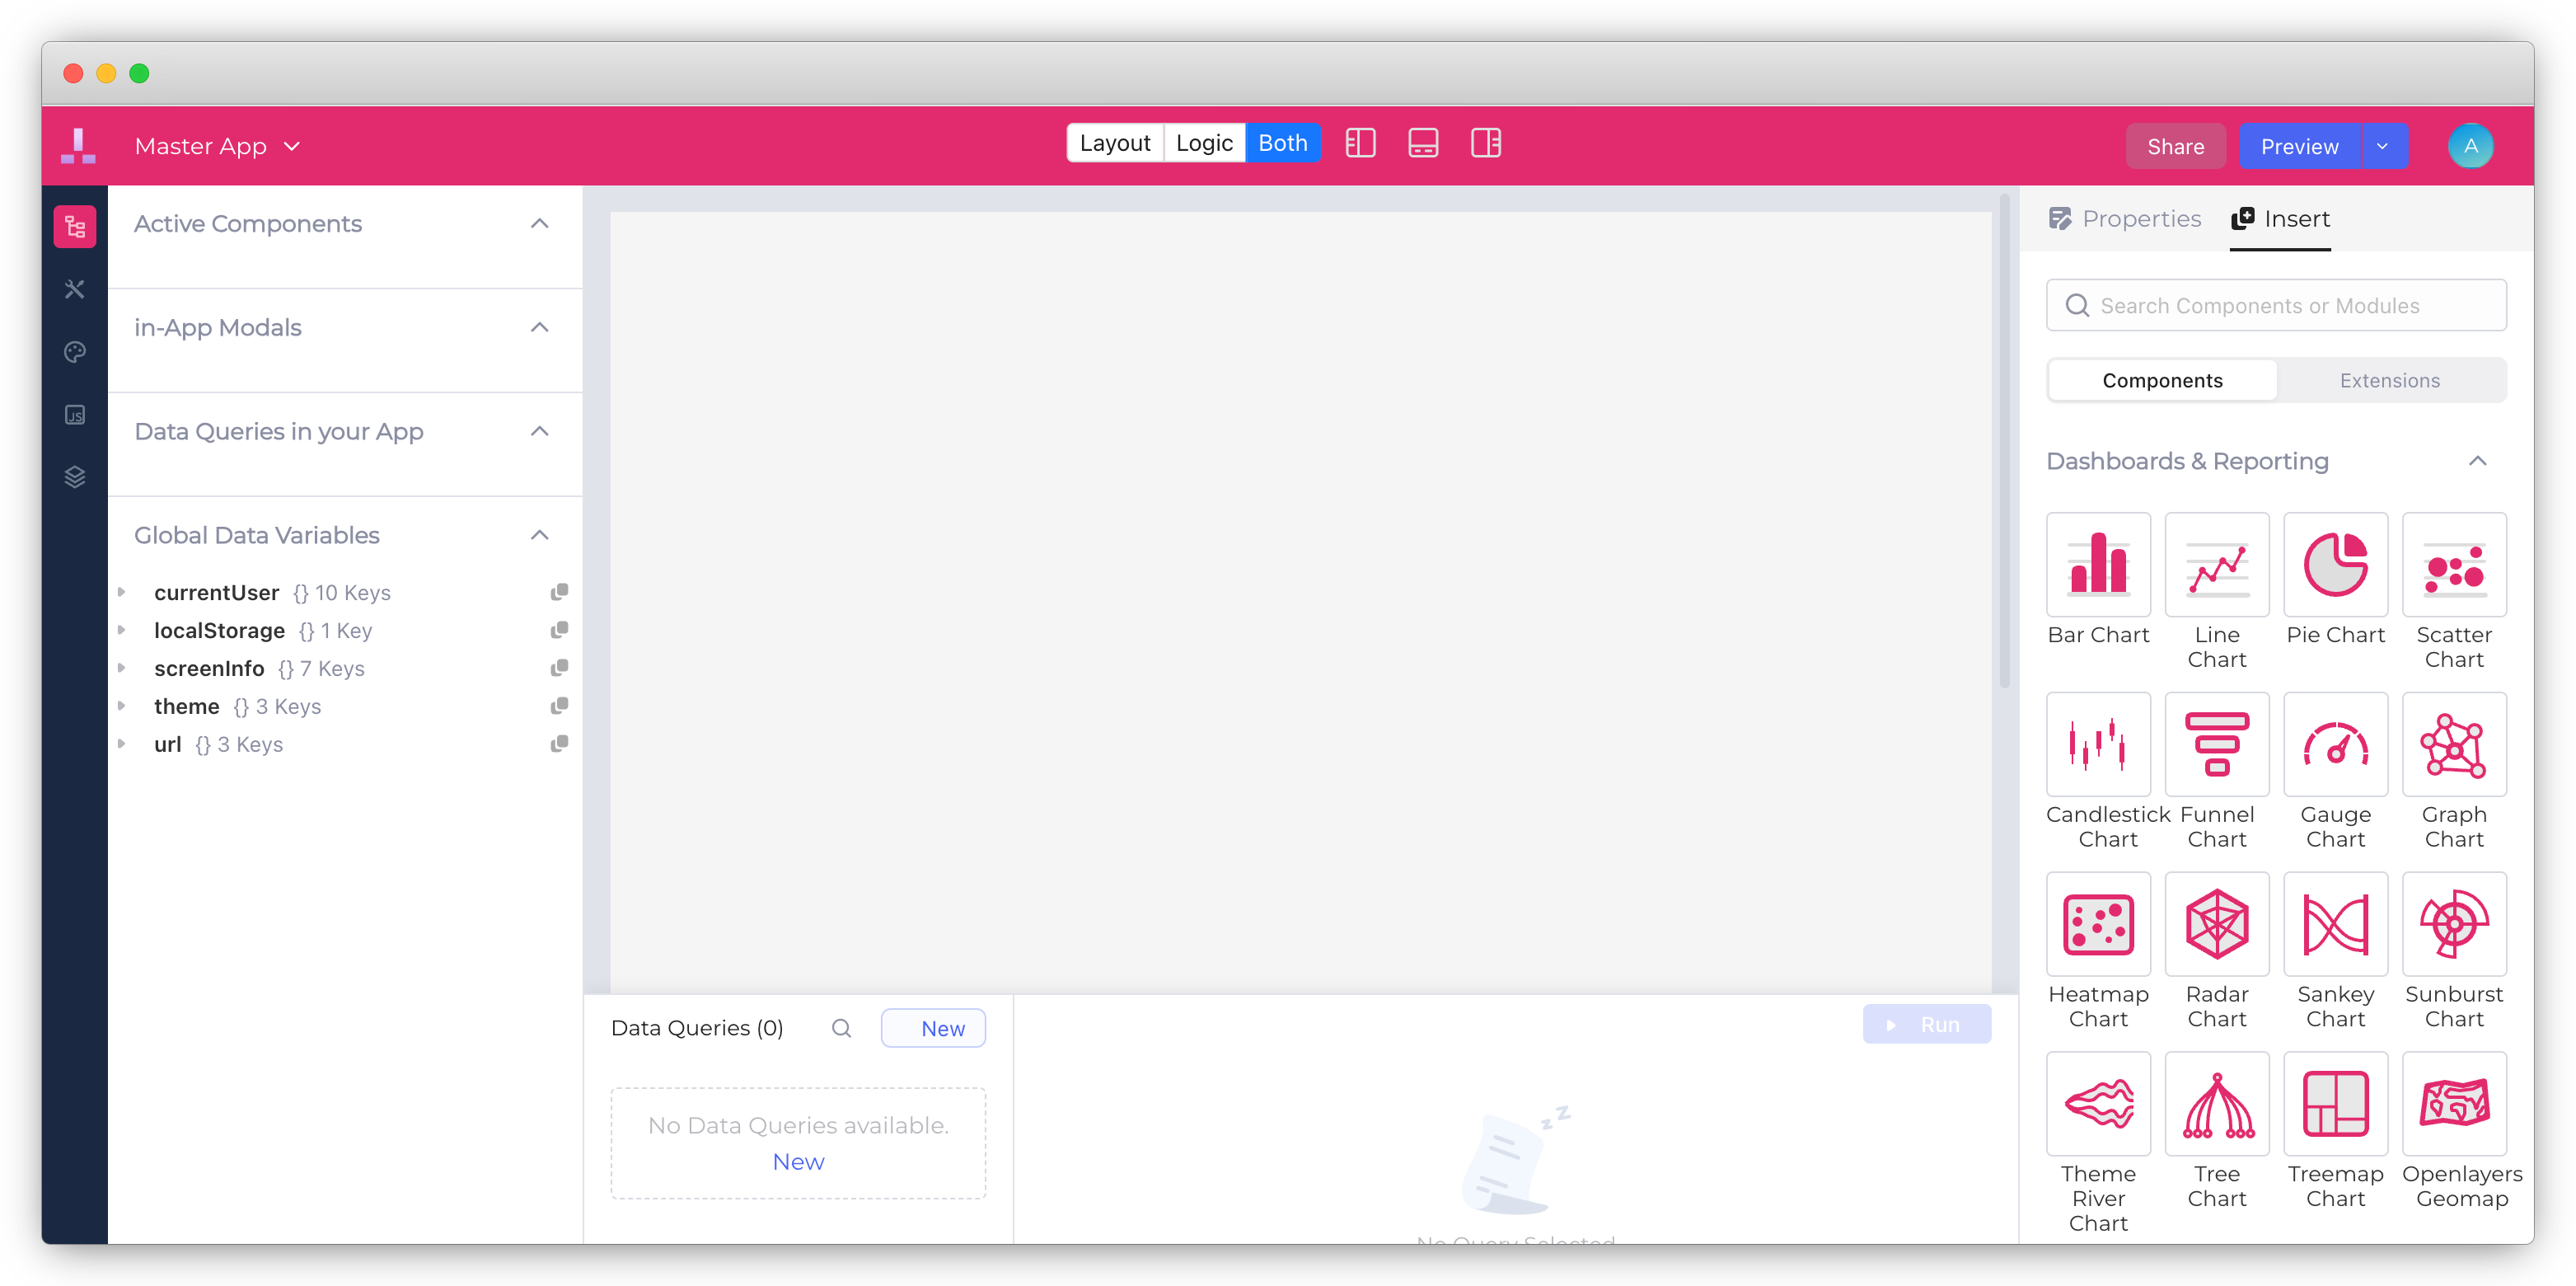 Master App
Layout Logic Both
Share
Preview
A
Active Components
in-App Modals
Data Queries in your App
Global Data Variables
currentUser {} 10 Keys
localStorage {} 1 Key
screenInfo {} 7 Keys
theme {} 3 Keys
url {} 3 Keys
JS
Data Queries (0)
New
No Data Queries available.
New
Run
z z
No Query Selected
Properties
Insert
Search Components or Modules
Components
Extensions
Dashboards & Reporting
Bar Chart
Line
Chart
Pie Chart
Scatter
Chart
Candlestick
Chart
Funnel
Chart
Gauge
Chart
Graph
Chart
Heatmap
Chart
Radar
Chart
Sankey
Chart
Sunburst
Chart
Theme
River
Chart
Tree
Chart
Treemap
Chart
Openlayers
Geomap